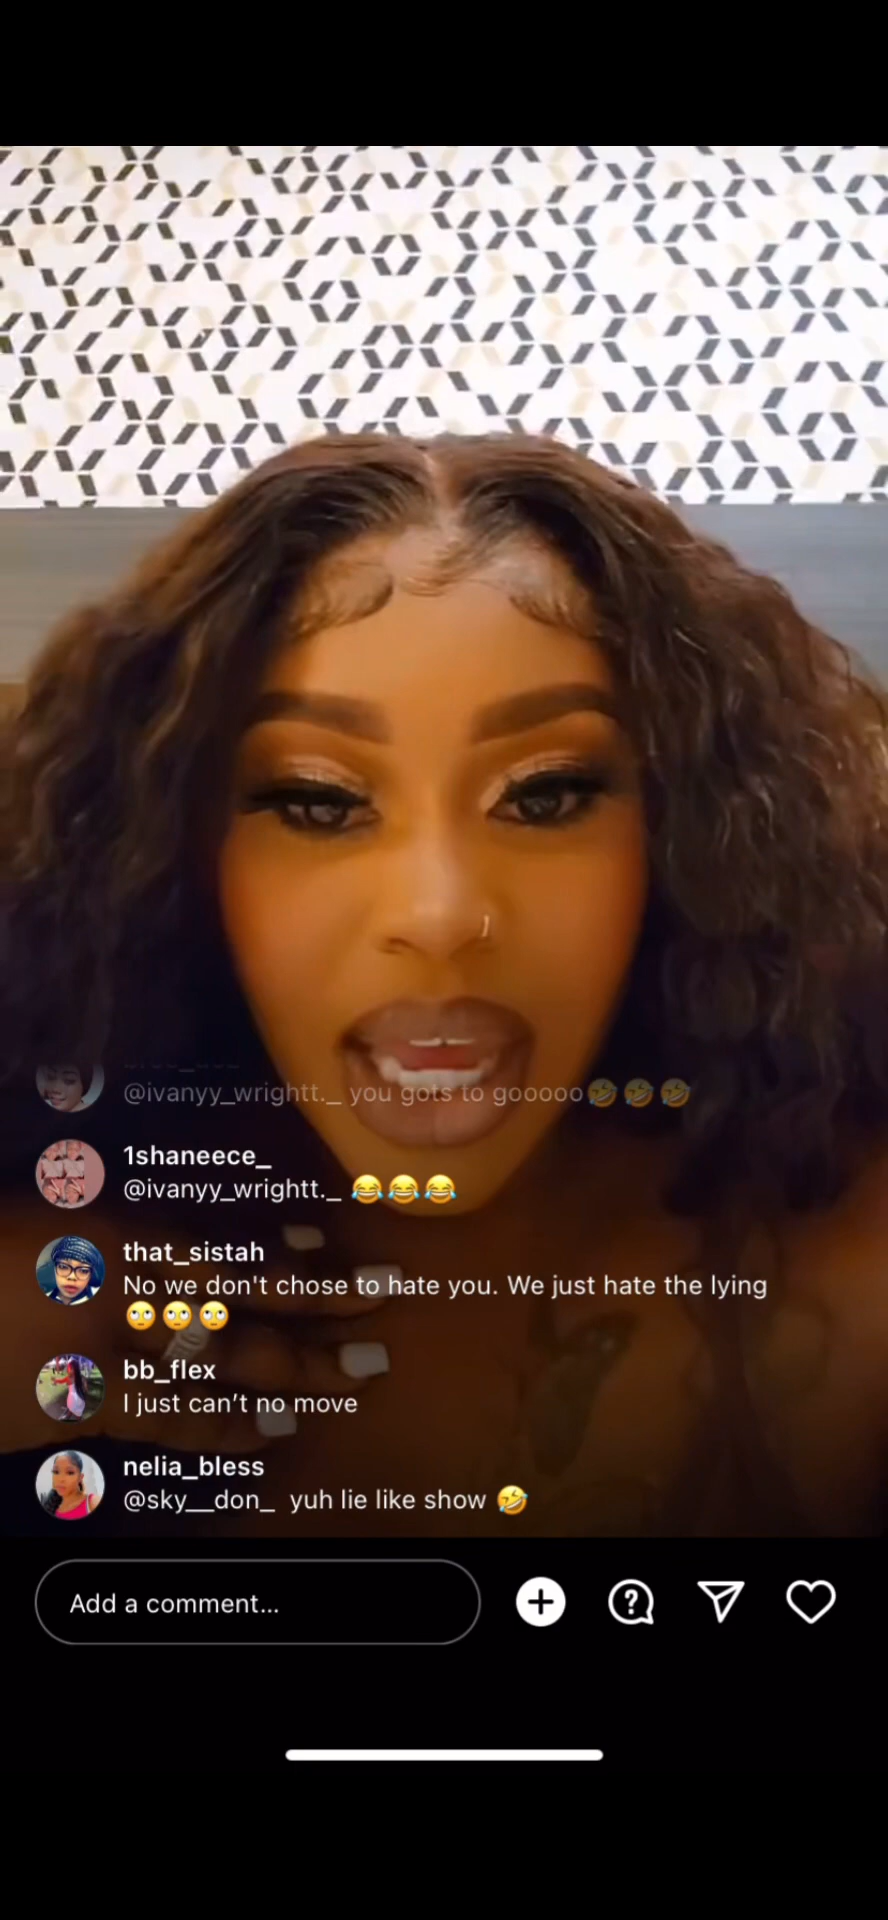 @ivanyy_wrightt._ you gots to gooooo🤣🤣🤣
1shaneece_
@ivanyy_wrightt._ 😂😂😂
that_sistah
No we don't chose to hate you. We just hate the lying
🙄🙄🙄
bb_flex
I just can’t no move
nelia_bless
@sky__don_ yuh lie like show 🤣
Add a comment...